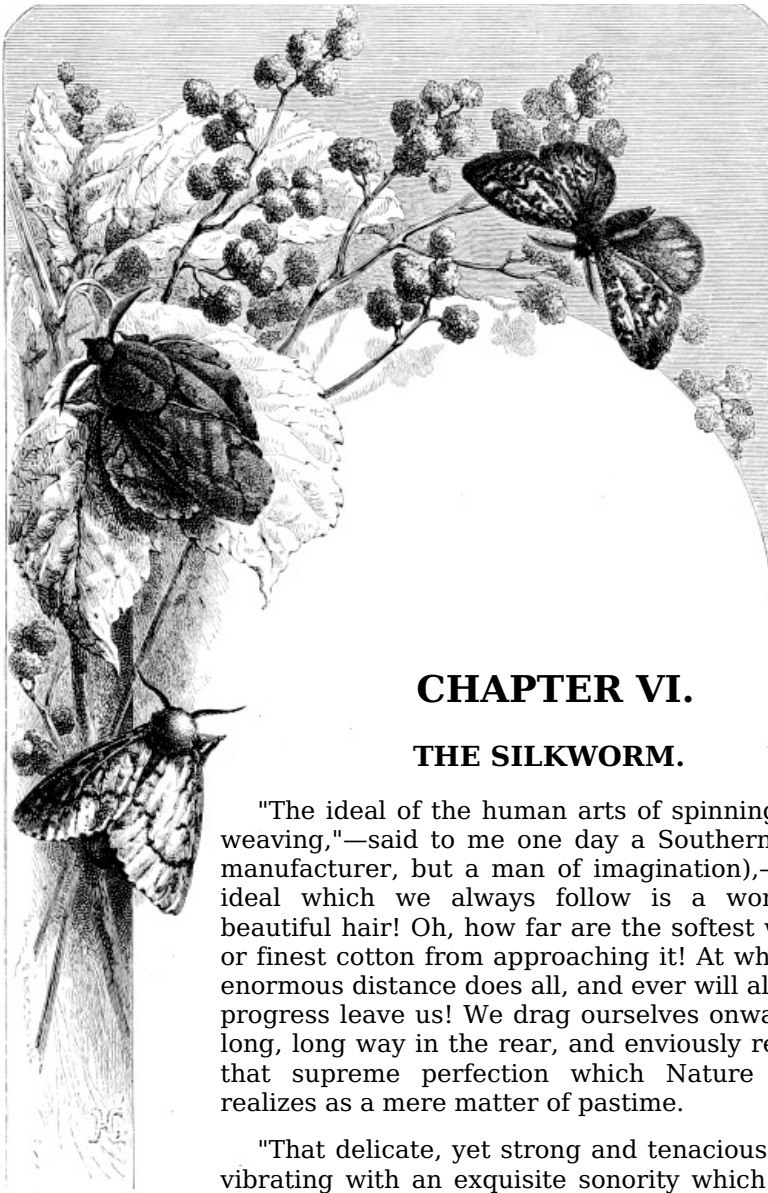 CHAPTER VI.
THE SILKWORM.
"The ideal of the human arts of spinning
weaving,"—said to me one day a Southern
manufacturer, but a man of imagination),—
ideal which we always follow is a
beautiful hair! Oh, how far are the softest
or finest cotton from approaching it! At
enormous distance does all, and ever will
progress leave us! We drag ourselves
long, long way in the rear, and enviously
that supreme perfection which Nature
realizes as a mere matter of pastime.
"That delicate, yet strong and tenacious
vibrating with an exquisite sonority which